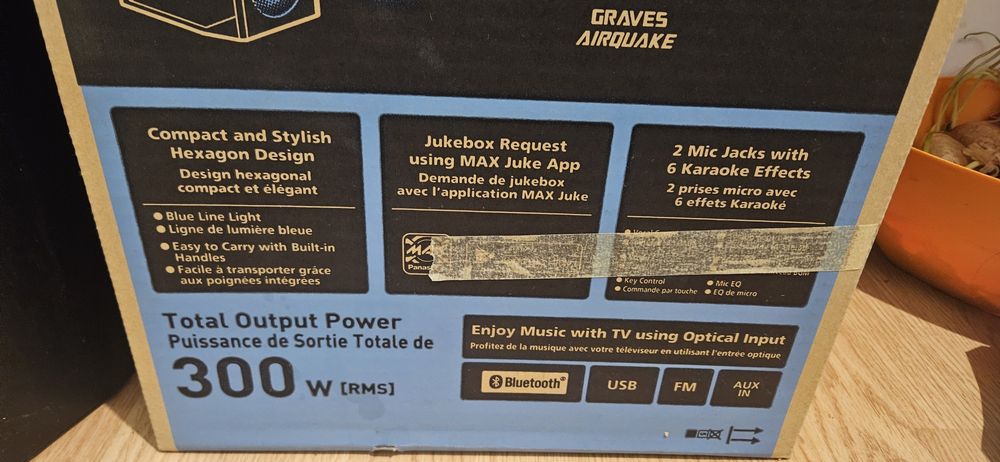 GRAVES
AIRQUAKE
Compact and Stylish
Hexagon Design
Design hexagonal
compact et élégant
● Blue Line Light
● Ligne de lumière bleue
● Easy to Carry with Built-in
Handles
● Facile à transporter grâce
aux poignées intégrées
Jukebox Request
using MAX Juke App
Demande de jukebox
avec l'application MAX Juke
2 Mic Jacks with
6 Karaoke Effects
2 prises micro avec
6 effets Karaoké
● Key Control
● Commande par touche
● Mic EQ
● EQ de micro
Total Output Power
Puissance de Sortie Totale de
300 W [RMS]
Enjoy Music with TV using Optical Input
Profitez de la musique avec votre téléviseur en utilisant l'entrée optique
Bluetooth®
USB
FM
AUX
IN